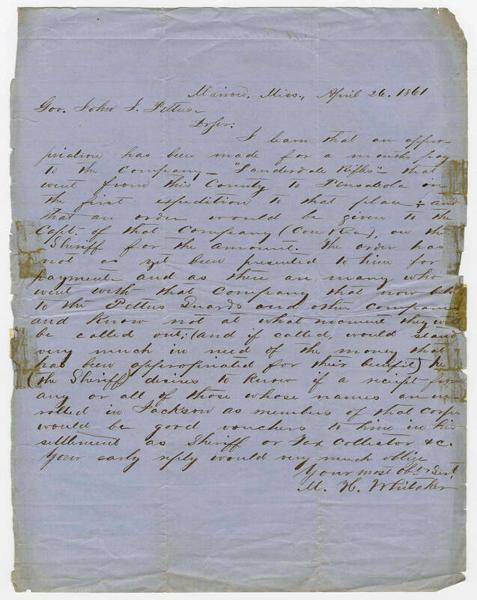 Marion, Miss., April 26, 1861
Gov. John J. Pettus
Dr Sir:
I learn that an appro-
priation has been made for a months pay
to the Company "Lauderdale Rifles" that
went from this County to Pensacola on
the first expedition to that place & and
that an order would be given to the
Capt. of that Company on the
Sheriff for the amount. The order has
not as yet been presented to him for
payment and as there are many who
went with that Company that now
to the Pettus Guards and other companies
and know not at what moment they will
be called out; (and if called, would stand
very much in need of the money that
has been appropriated for their benefit) he
(the Sheriff) desires to know if a receipt from
any or all of those whose names are en-
rolled in Jackson as members of that Corps
would be good vouchers to him in his
settlement as Sheriff or Tax Collector &c.
Your early reply would very much oblige
Your most Obt Servt
M. H. Whitaker